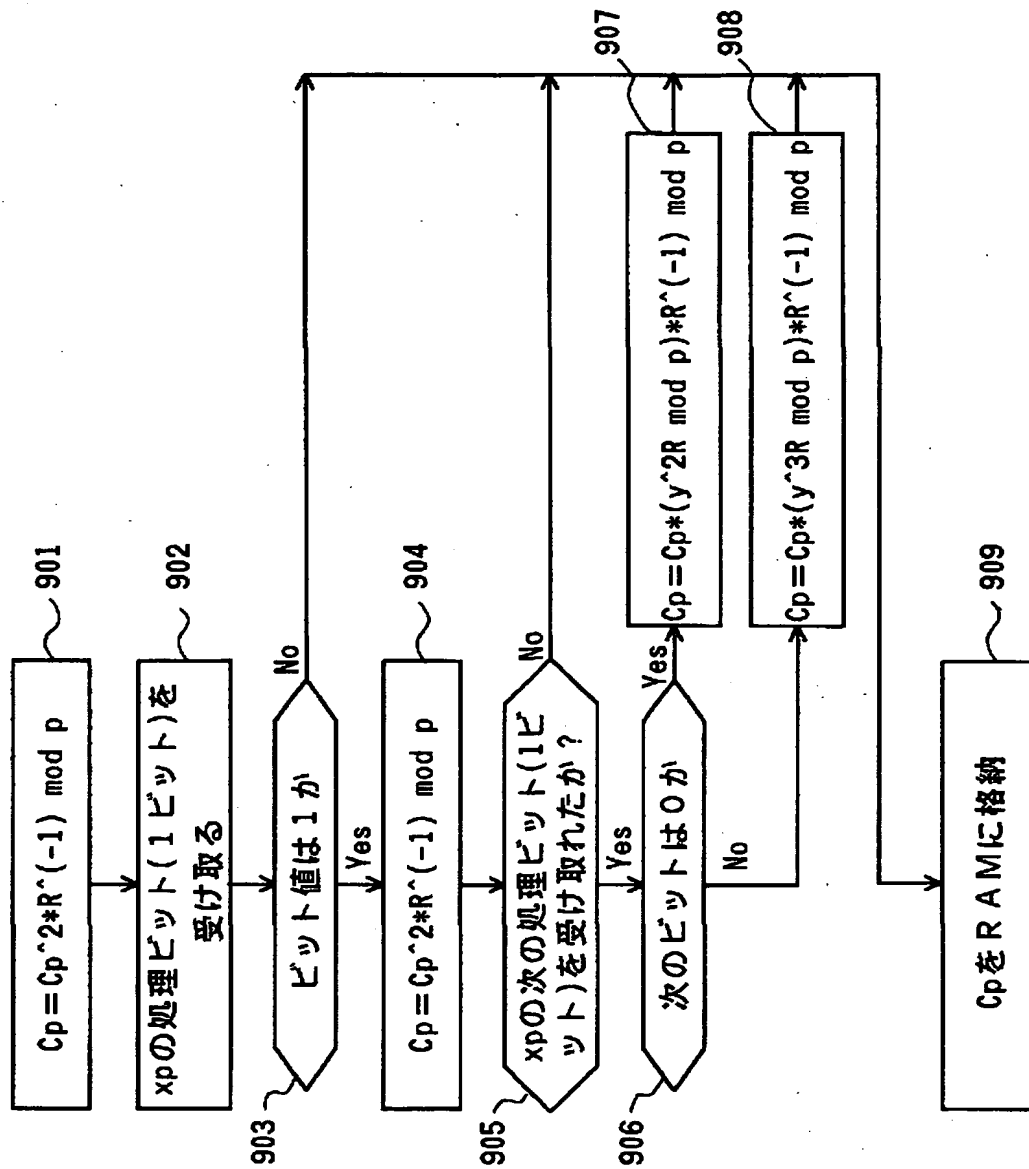 Cp=Cp^2*R^(-1) mod p
901
xpの処理ビット(1ビット)を
受け取る
902
903
ビット値は1か
No
Yes
Cp=Cp^2*R^(-1) mod p
904
905
xpの次の処理ビット(1ビ
ット)を受け取れたか?
No
Yes
906
次のビットは0か
Yes
No
Cp=Cp*(y^2R mod p)*R^(-1) mod p
907
Cp=Cp*(y^3R mod p)*R^(-1) mod p
908
CpをRAMに格納
909